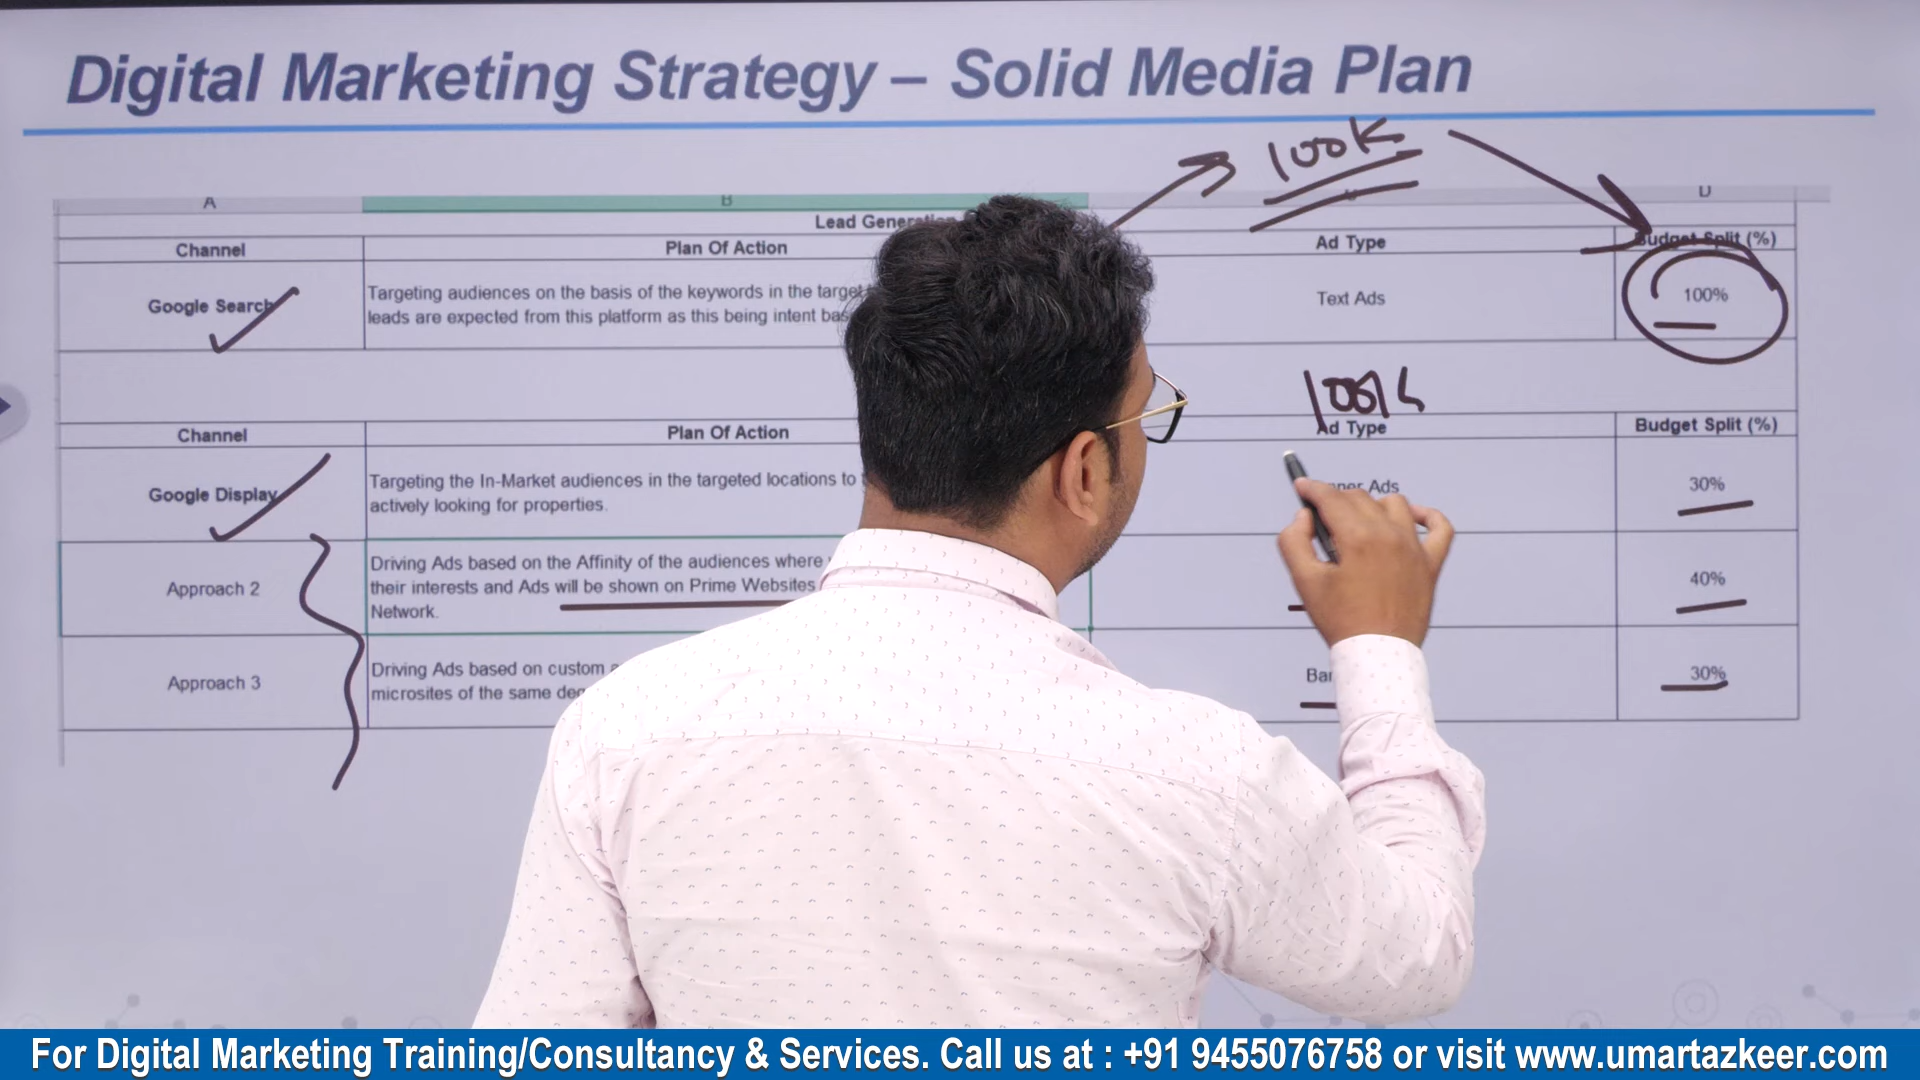 Digital Marketing Strategy – Solid Media Plan
100K
A B D
Lead Generation
Channel Plan Of Action Ad Type Budget Split (%)
Google Search Targeting audiences on the basis of the keywords in the target Text Ads 100%
leads are expected from this platform as this being intent
100K
Channel Plan Of Action Ad Type Budget Split (%)
Google Display Targeting the In-Market audiences in the targeted locations to Ads 30%
actively looking for properties.
Approach 2 Driving Ads based on the Affinity of the audiences where 40%
their interests and Ads will be shown on Prime Websites
Network.
Approach 3 Driving Ads based on custom 30%
microsites of the same
For Digital Marketing Training/Consultancy & Services. Call us at : +91 9455076758 or visit www.umartazkeer.com